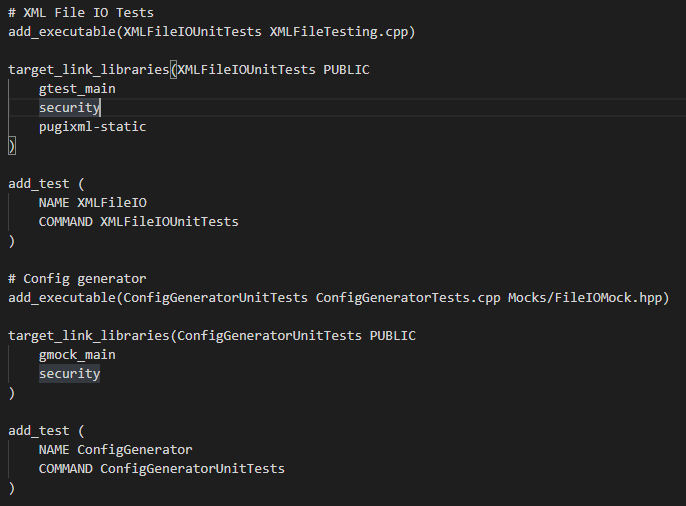 # XML File IO Tests
add_executable(XMLFileIOUnitTests XMLFileTesting.cpp)
target_link_libraries(XMLFileIOUnitTests PUBLIC
gtest_main
security
pugixml-static
)
add_test (
NAME XMLFileIO
COMMAND XMLFileIOUnitTests
)
# Config generator
add_executable(ConfigGeneratorUnitTests ConfigGeneratorTests.cpp Mocks/FileIOMock.hpp)
target_link_libraries(ConfigGeneratorUnitTests PUBLIC
gmock_main
security
)
add_test (
NAME ConfigGenerator
COMMAND ConfigGeneratorUnitTests
)